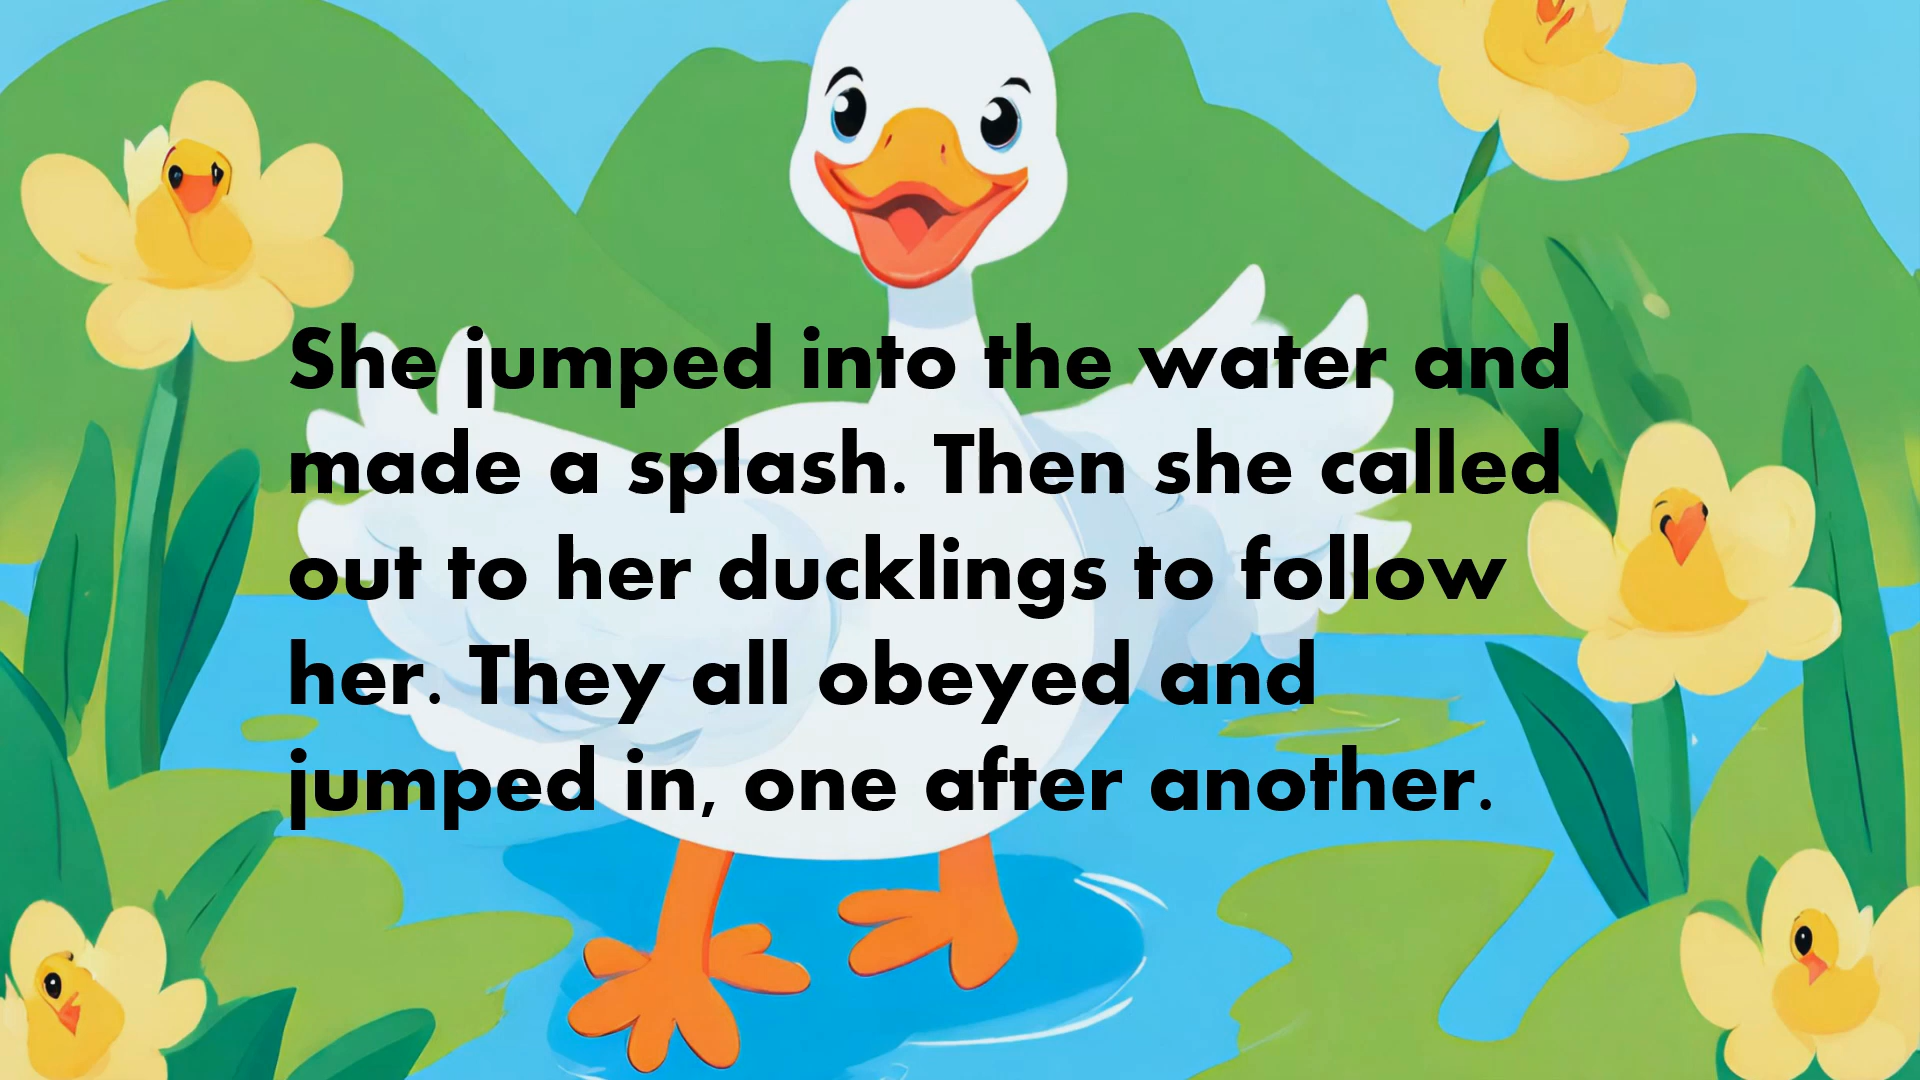 She jumped into the water and
made a splash. Then she called
out to her ducklings to follow
her. They all obeyed and
jumped in, one after another.